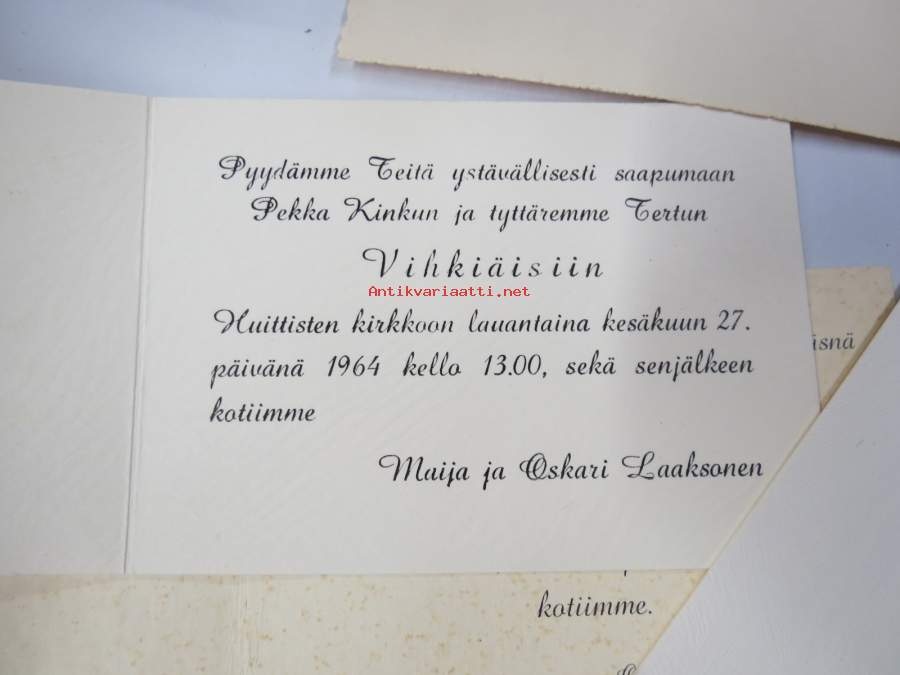 Pyydämme Teitä ystävällisesti saapumaan
Pekka Kinkun ja tyttäremme Tertun
Vihkiäisiin
Antikvariaatti.net
Huittisten kirkkoon lauantaina kesäkuun 27.
päivänä 1964 kello 13.00, sekä senjälkeen
kotiimme
Maija ja Oskari Laaksonen
kotiimme.